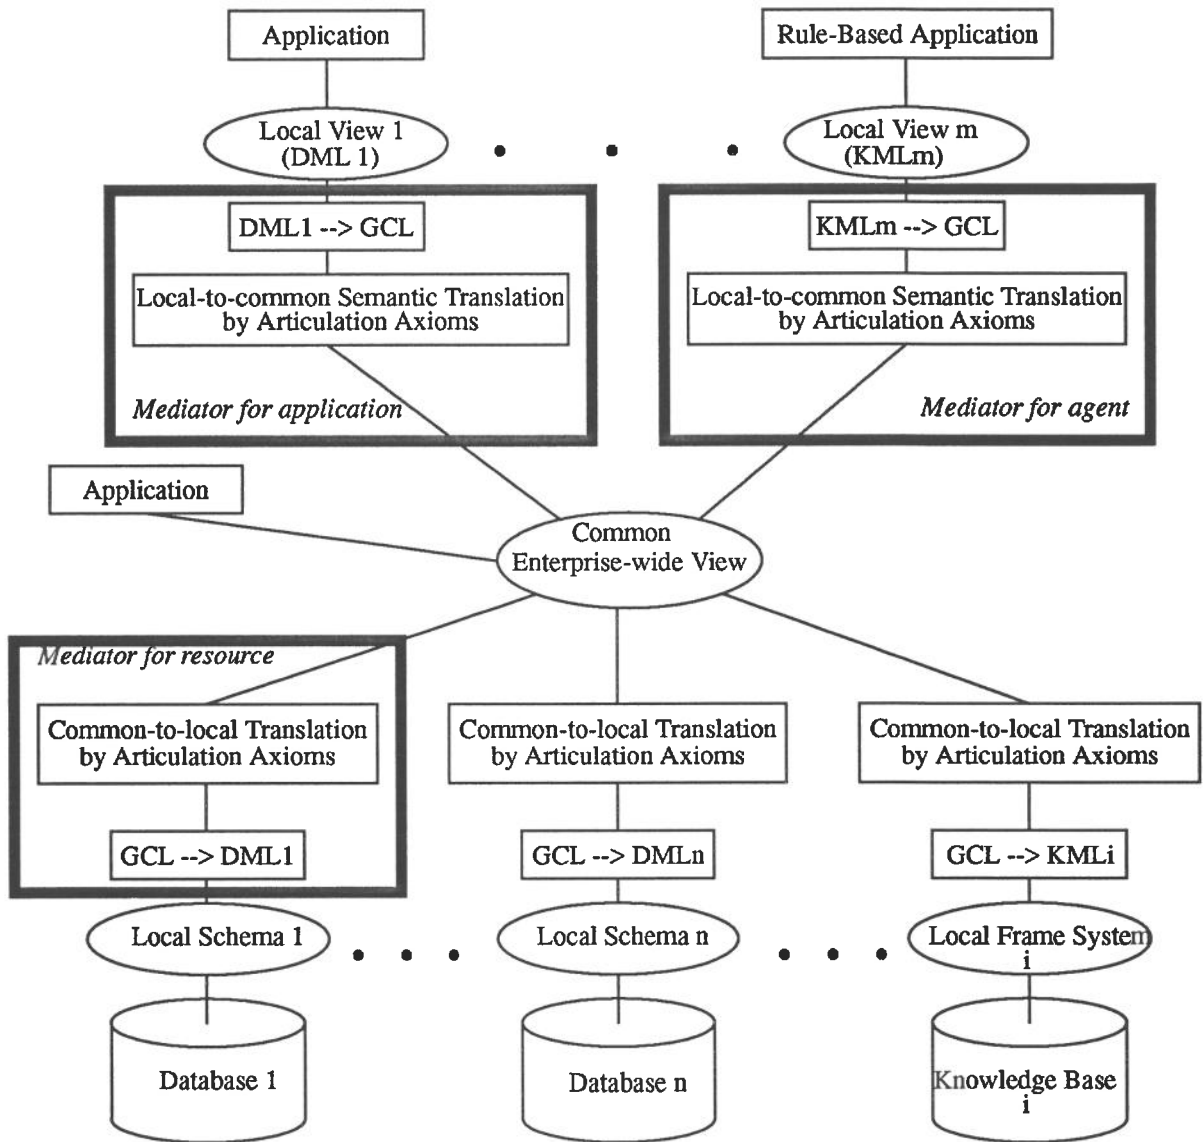 Application
Rule-Based Application
Local View 1
(DML 1)
Local View m
(KMLm)
DML1 --> GCL
KMLm --> GCL
Local-to-common Semantic Translation
by Articulation Axioms
Local-to-common Semantic Translation
by Articulation Axioms
Mediator for application
Mediator for agent
Application
Common
Enterprise-wide View
Mediator for resource
Common-to-local Translation
by Articulation Axioms
Common-to-local Translation
by Articulation Axioms
Common-to-local Translation
by Articulation Axioms
GCL --> DML1
GCL --> DMLn
GCL --> KMLi
Local Schema 1
Local Schema n
Local Frame System
i
Database 1
Database n
Knowledge Base
i